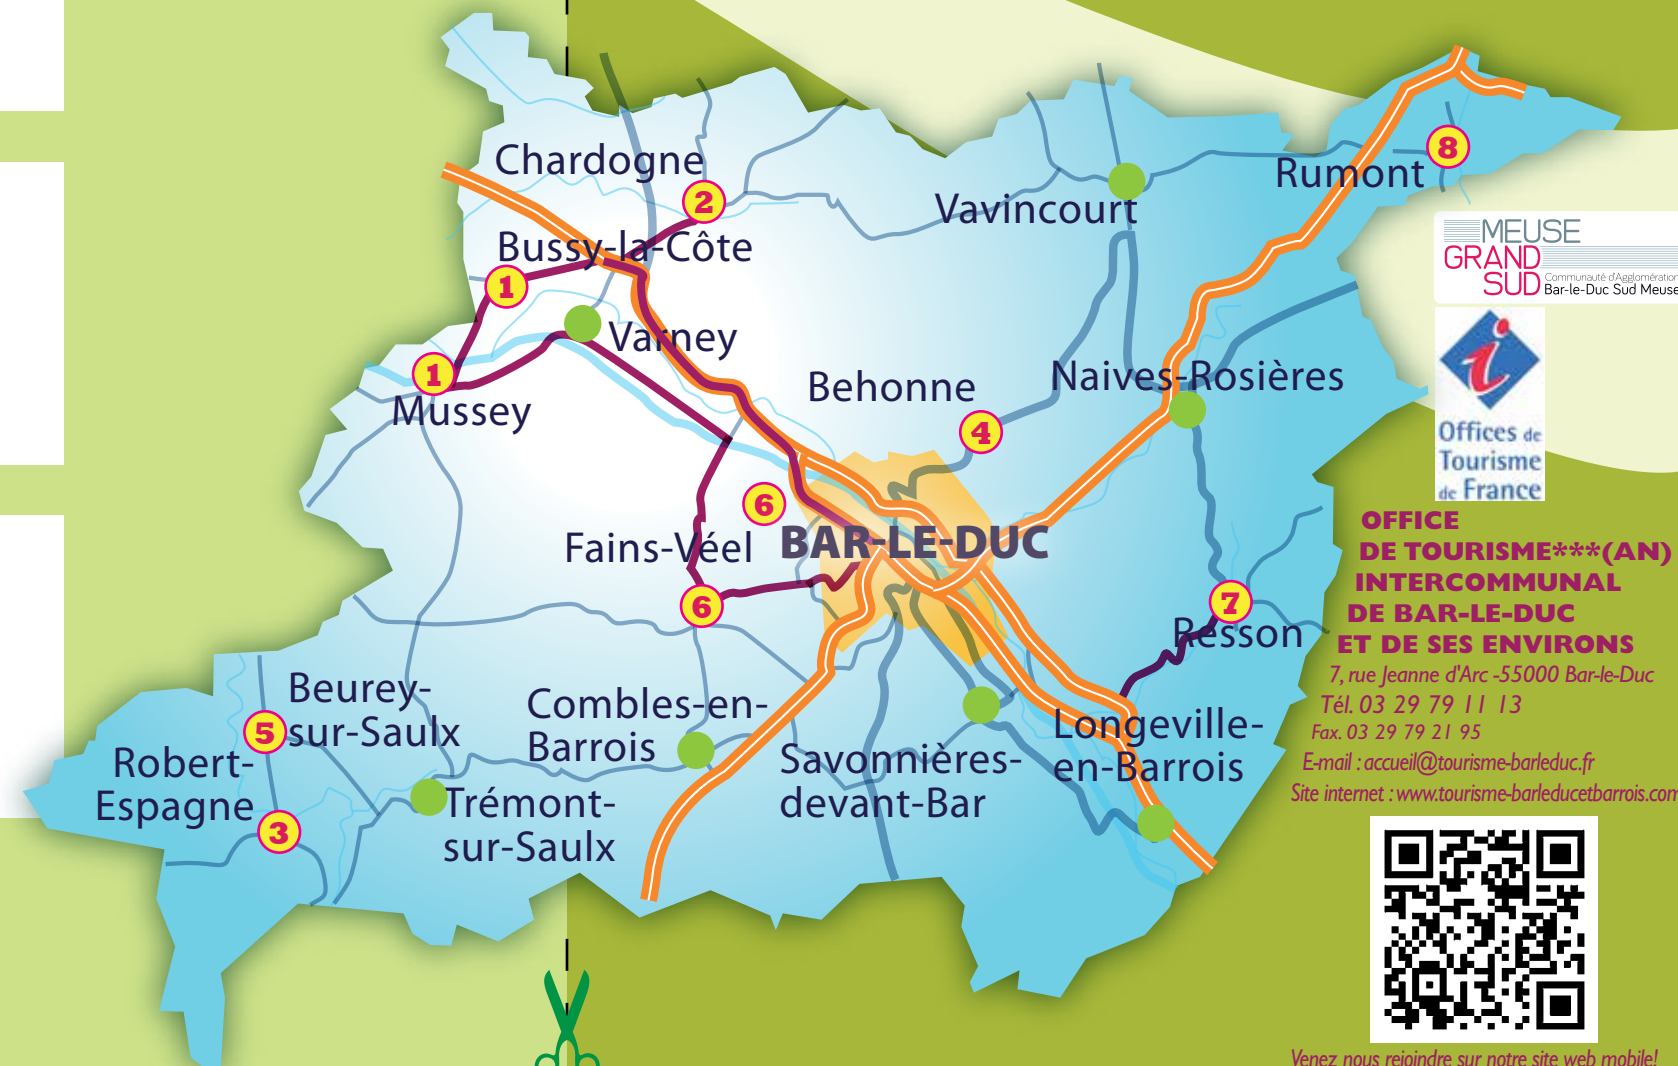 Chardogne
2
Bussy-la-Côte
1
Varney
1
Mussey
Vavincourt
Rumont
8
Behonne
4
Naives-Rosières
6
Fains-Véel
BAR-LE-DUC
6
7
Resson
Beurey-
sur-Saulx
5
Robert-
Espagne
3
Trémont-
sur-Saulx
Combles-en-
Barrois
Savonnières-
devant-Bar
Longeville-
en-Barrois
MEUSE
GRAND
SUD
Communauté d'Agglomération
Bar-le-Duc Sud Meuse
i
Offices de
Tourisme
de France
OFFICE
DE TOURISME***(AN)
INTERCOMMUNAL
DE BAR-LE-DUC
ET DE SES ENVIRONS
7, rue Jeanne d'Arc -55000 Bar-le-Duc
Tél. 03 29 79 11 13
Fax. 03 29 79 21 95
E-mail : accueil@tourisme-barleduc.fr
Site internet : www.tourisme-barleducetbarrois.com
Venez nous rejoindre sur notre site web mobile!